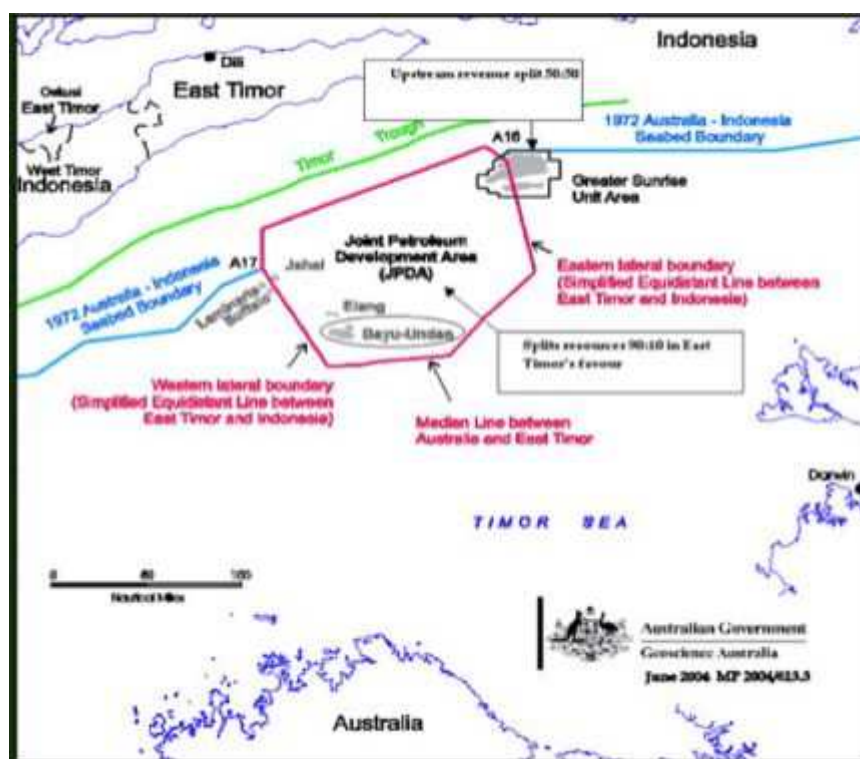 Indonesia
Dili
Upstream revenue split 50:50
East Timor
Oekusi
East Timor
1972 Australia - Indonesia
Seabed Boundary
A16
Timor Trough
West Timor
Indonesia
Greater Sunrise
Unit Area
Joint Petroleum
Development Area
(JPDA)
A17
Jahal
Eastern lateral boundary
(Simplified Equidistant Line between
East Timor and Indonesia)
1972 Australia - Indonesia
Seabed Boundary
Laminaria
Buffalo
Elang
Bayu-Undan
Splits resources 90:10 in East
Timor's favour
Western lateral boundary
(Simplified Equidistant Line between
East Timor and Indonesia)
Median Line between
Australia and East Timor
Darwin
TIMOR SEA
0
Nautical Miles
Australian Government
Geoscience Australia
June 2004 MP 2004/613.3
Australia